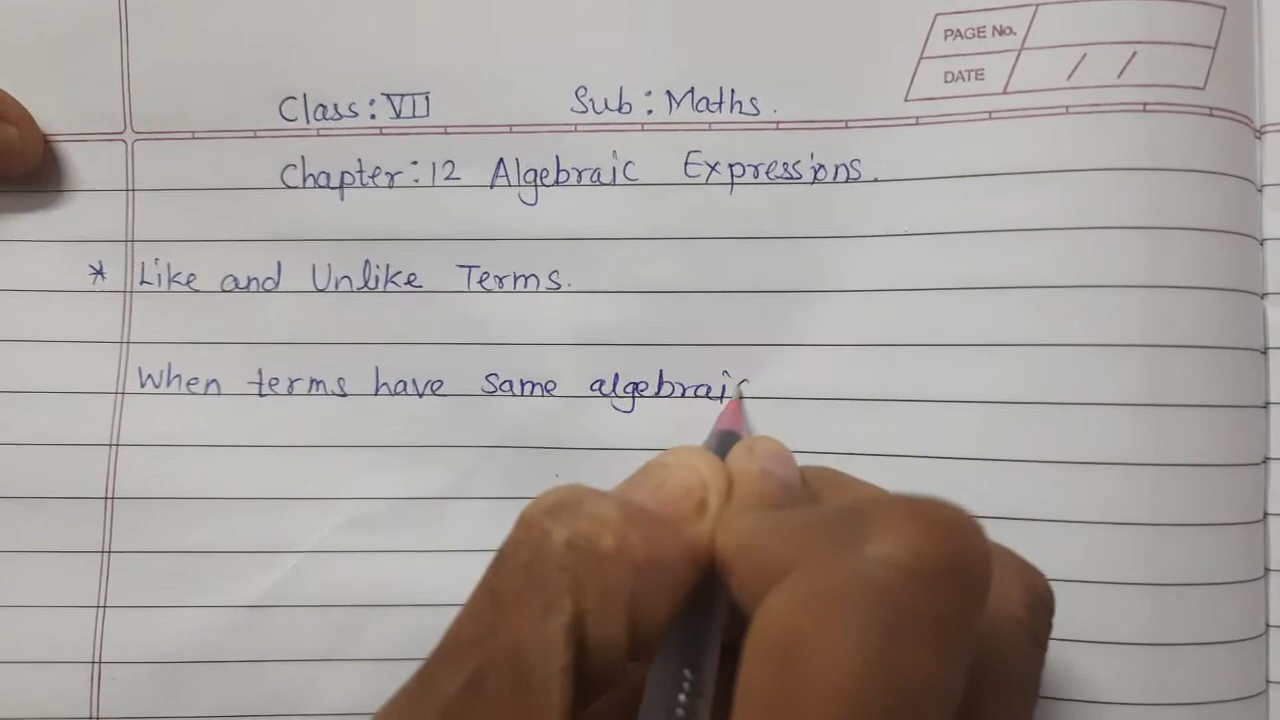 PAGE No.
DATE / /
Class: VII Sub: Maths.
Chapter: 12 Algebraic Expressions.
* Like and Unlike Terms.
When terms have same algebraic